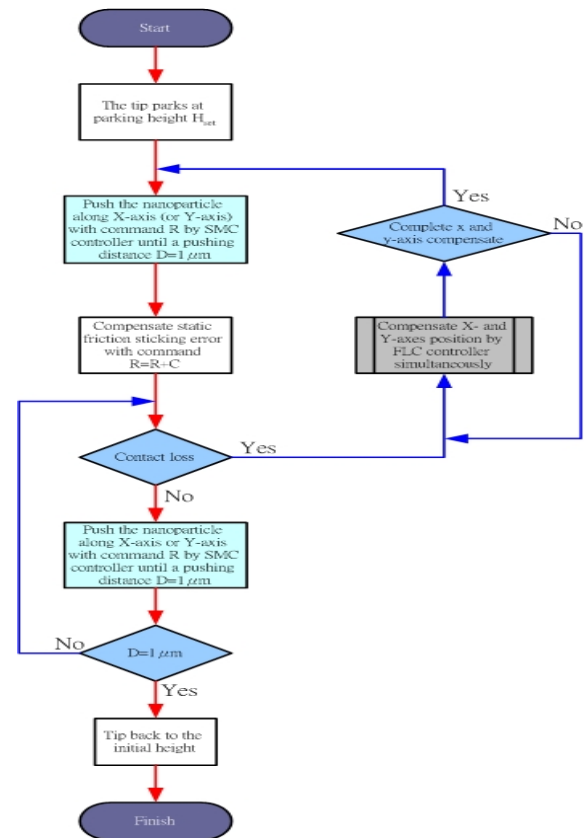 Start
The tip parks at
parking height Hset
Push the nanoparticle
along X-axis (or Y-axis)
with command R by SMC
controller until a pushing
distance D=1 μm
Compensate static
friction sticking error
with command
R=R+C
Contact loss
Yes
No
Push the nanoparticle
along X-axis or Y-axis
with command R by SMC
controller until a pushing
distance D=1 μm
D=1 μm
No
Yes
Tip back to the
initial height
Finish
Compensate X- and
Y-axes position by
FLC controller
simultaneously
Complete x and
y-axis compensate
Yes
No